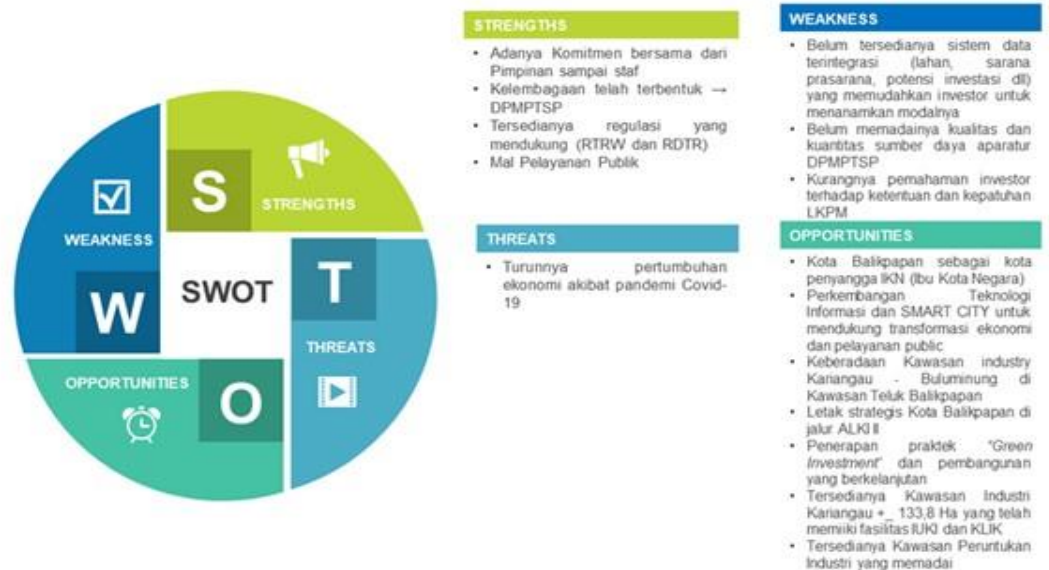 S
STRENGTHS
WEAKNESS
W
SWOT
T
THREATS
OPPORTUNITIES
O
STRENGTHS
• Adanya Komitmen bersama dari
Pimpinan sampai staf
• Kelembagaan telah terbentuk →
DPMPTSP
• Tersedianya regulasi yang
mendukung (RTRW dan RDTR)
• Mal Pelayanan Publik
THREATS
• Turunnya pertumbuhan
ekonomi akibat pandemi Covid-
19
WEAKNESS
• Belum tersedianya sistem data
terintegrasi (lahan, sarana
prasarana, potensi investasi dll)
yang memudahkan investor untuk
menanamkan modalnya
• Belum memadainya kualitas dan
kuantitas sumber daya aparatur
DPMPTSP
• Kurangnya pemahaman investor
terhadap ketentuan dan kepatuhan
LKPM
OPPORTUNITIES
• Kota Balikpapan sebagai kota
penyangga IKN (Ibu Kota Negara)
• Perkembangan Teknologi
Informasi dan SMART CITY untuk
mendukung transformasi ekonomi
dan pelayanan public
• Keberadaan Kawasan industry
Kariangau - Buluminung di
Kawasan Teluk Balikpapan
• Letak strategis Kota Balikpapan di
jalur ALKI II
• Penerapan praktek "Green
Investment" dan pembangunan
yang berkelanjutan
• Tersedianya Kawasan Industri
Kariangau +_ 133,8 Ha yang telah
memiiki fasilitas IUKI dan KLIK
• Tersedianya Kawasan Peruntukan
Industri yang memadai